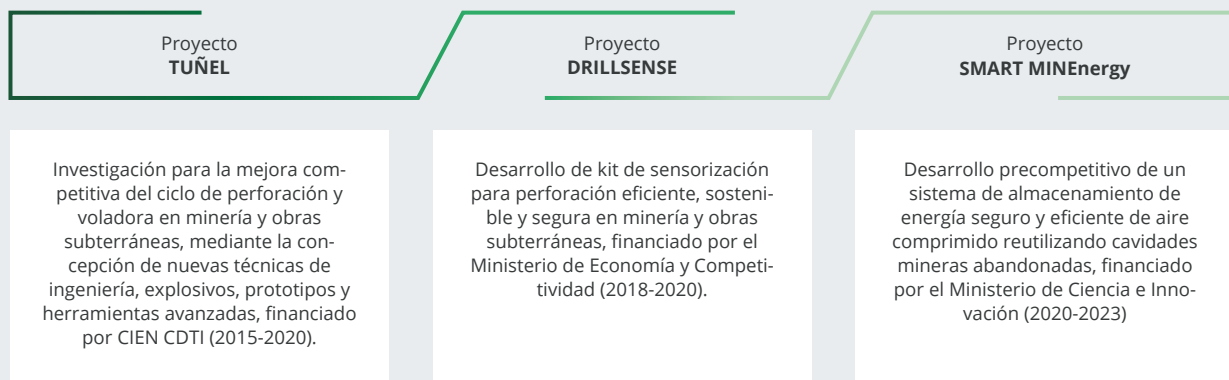 Proyecto
TUÑEL
Investigación para la mejora com-
petitiva del ciclo de perforación y
voladora en minería y obras
subterráneas, mediante la con-
cepción de nuevas técnicas de
ingeniería, explosivos, prototipos y
herramientas avanzadas, financiado
por CIEN CDTI (2015-2020).
Proyecto
DRILLSENSE
Desarrollo de kit de sensorización
para perforación eficiente, sosteni-
ble y segura en minería y obras
subterráneas, financiado por el
Ministerio de Economía y Competi-
tividad (2018-2020).
Proyecto
SMART MINEnergy
Desarrollo precompetitivo de un
sistema de almacenamiento de
energía seguro y eficiente de aire
comprimido reutilizando cavidades
mineras abandonadas, financiado
por el Ministerio de Ciencia e Inno-
vación (2020-2023)